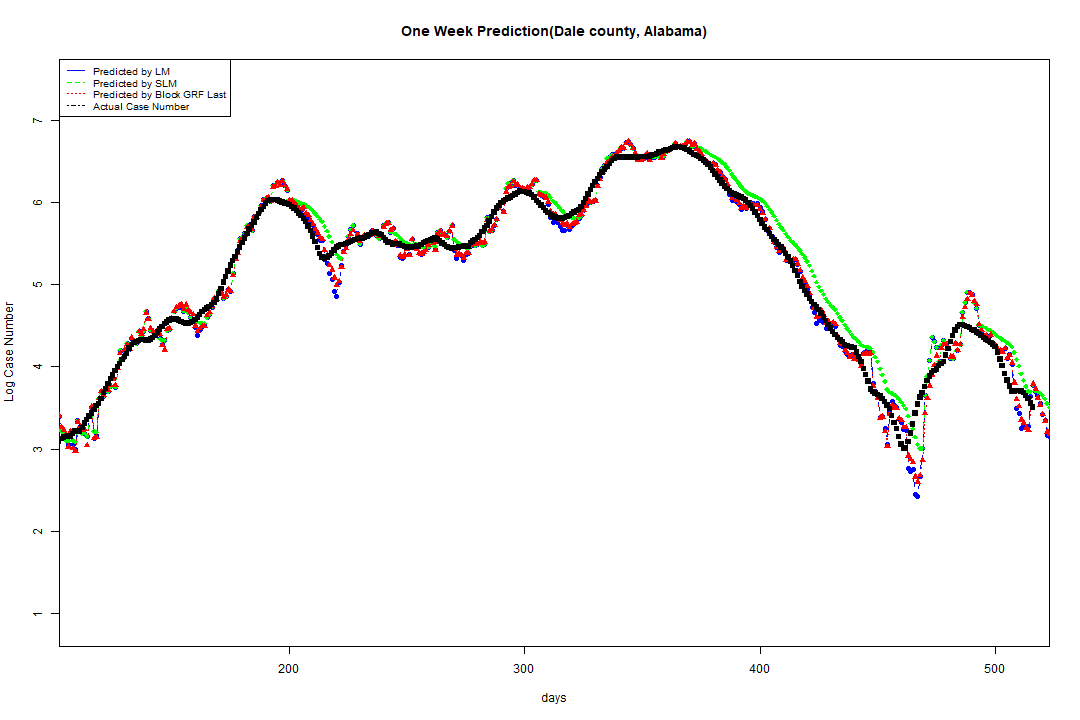 One Week Prediction(Dale county, Alabama)
Predicted by LM
Predicted by SLM
Predicted by Block GRF Last
Actual Case Number
7
6
5
4
3
2
1
Log Case Number
200
300
400
500
days